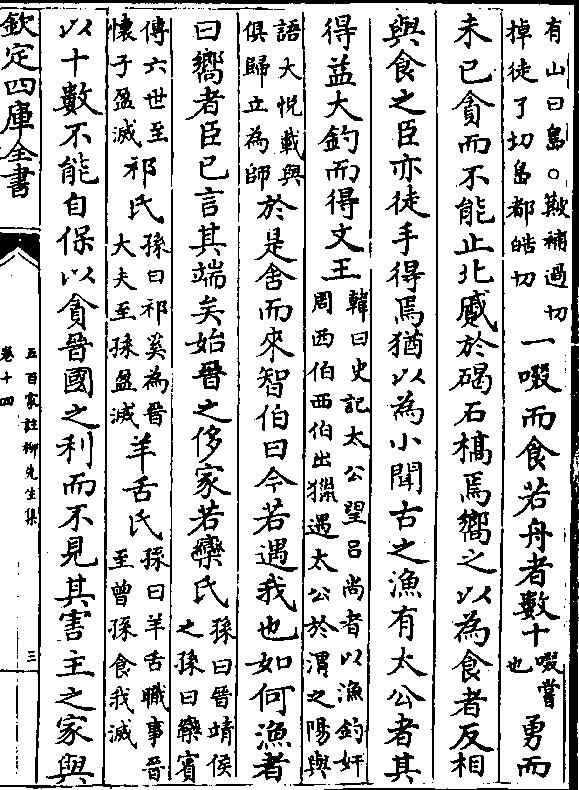 有山曰島○簸補過切
掉徒了切島都皓切
一啜而食若舟者數十
啜嘗
也
勇而
未已貪而不能止北蹙於碣石槁焉嚮之以為食者反相
與食之臣亦徒手得焉猶以為小聞古之漁有太公者其
得益大釣而得文王
韓曰史記太公望呂尚者以漁釣奸
周西伯西伯出獵遇太公於渭之陽與
語大悦載與
俱歸立為師
於是舍而來智伯曰今若遇我也如何漁者
曰嚮者臣已言其端矣始晉之侈家若欒氏
孫曰晉靖侯
之孫曰欒賓
傳六世至
懷子盈滅
祁氏
孫曰祁奚為晉
大夫至孫盈滅
羊舌氏
孫曰羊舌職事晉
至曾孫食我滅
以十數不能自保以貪晉國之利而不見其害主之家與
欽定四庫全書
五百家註柳先生集
卷十四
三